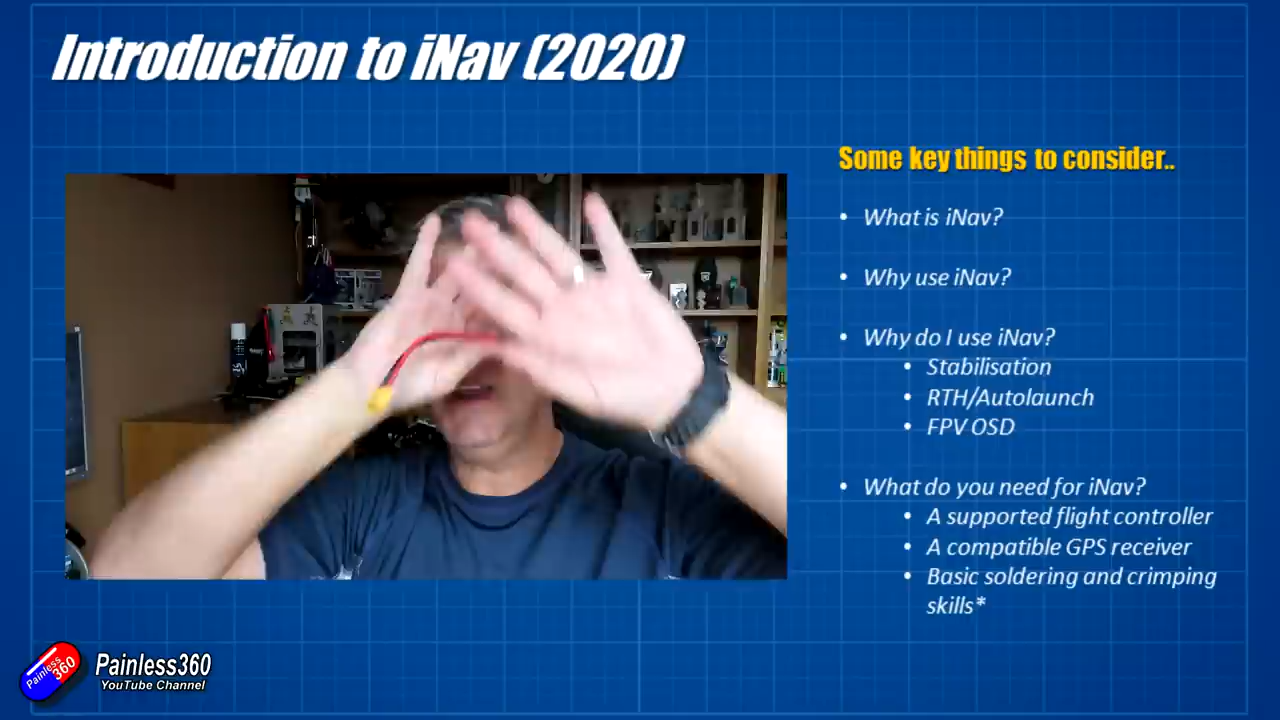 Introduction to iNav (2020)
Some key things to consider..
• What is iNav?
• Why use iNav?
• Why do I use iNav?
• Stabilisation
• RTH/Autolaunch
• FPV OSD
• What do you need for iNav?
• A supported flight controller
• A compatible GPS receiver
• Basic soldering and crimping
skills*
Painless
360
Painless360
YouTube Channel